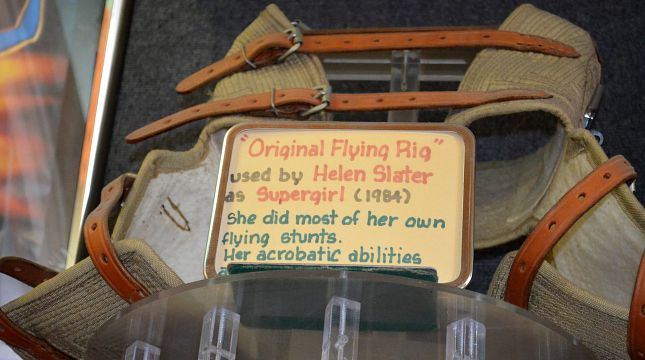 "Original Flying Rig"
used by Helen Slater
as Supergirl (1984)
She did most of her own
flying stunts.
Her acrobatic abilities